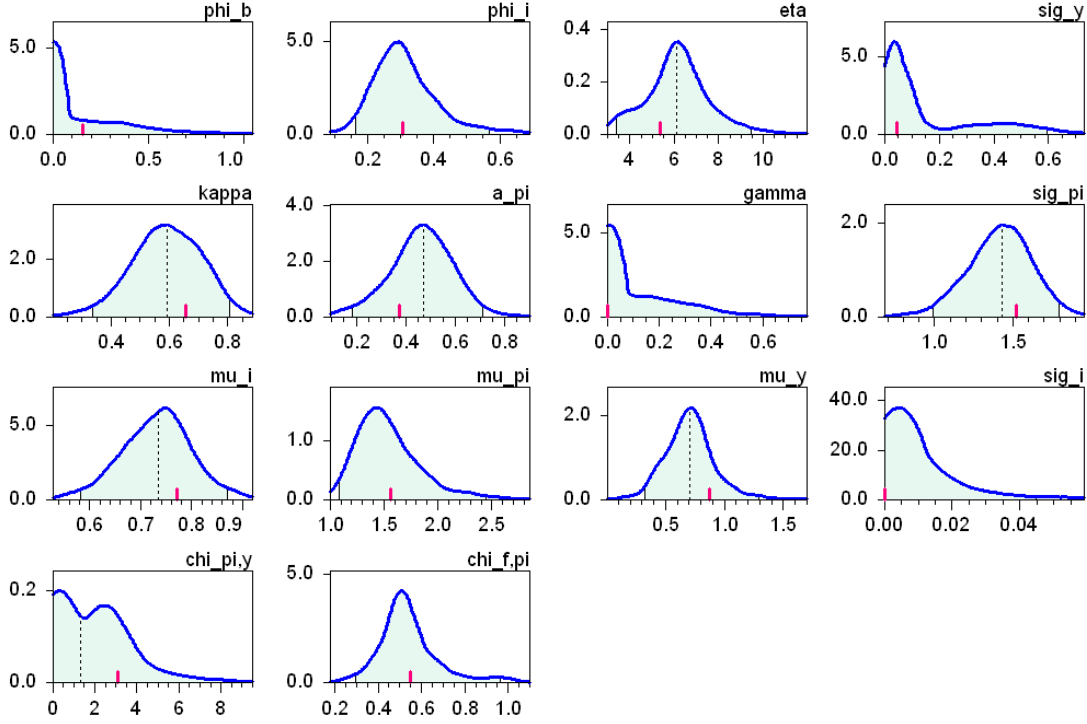 phi_b phi_i eta sig_y
5.0 5.0 0.4 5.0
0.2
0.0 0.0 0.0 0.0
0.0 0.5 1.0 0.2 0.4 0.6 4 6 8 10 0.0 0.2 0.4 0.6
kappa a_pi gamma sig_pi
4.0 5.0 2.0
2.0 2.0
0.0 0.0 0.0 0.0
0.4 0.6 0.8 0.2 0.4 0.6 0.8 0.0 0.2 0.4 0.6 1.0 1.5
mu_i mu_pi mu_y sig_i
5.0 1.0 2.0 40.0
20.0
0.0 0.0 0.0 0.0
0.6 0.7 0.8 0.9 1.0 1.5 2.0 2.5 0.5 1.0 1.5 0.00 0.02 0.04
chi_pi,y chi_f,pi
0.2 5.0
0.0 0.0
0 2 4 6 8 0.2 0.4 0.6 0.8 1.0